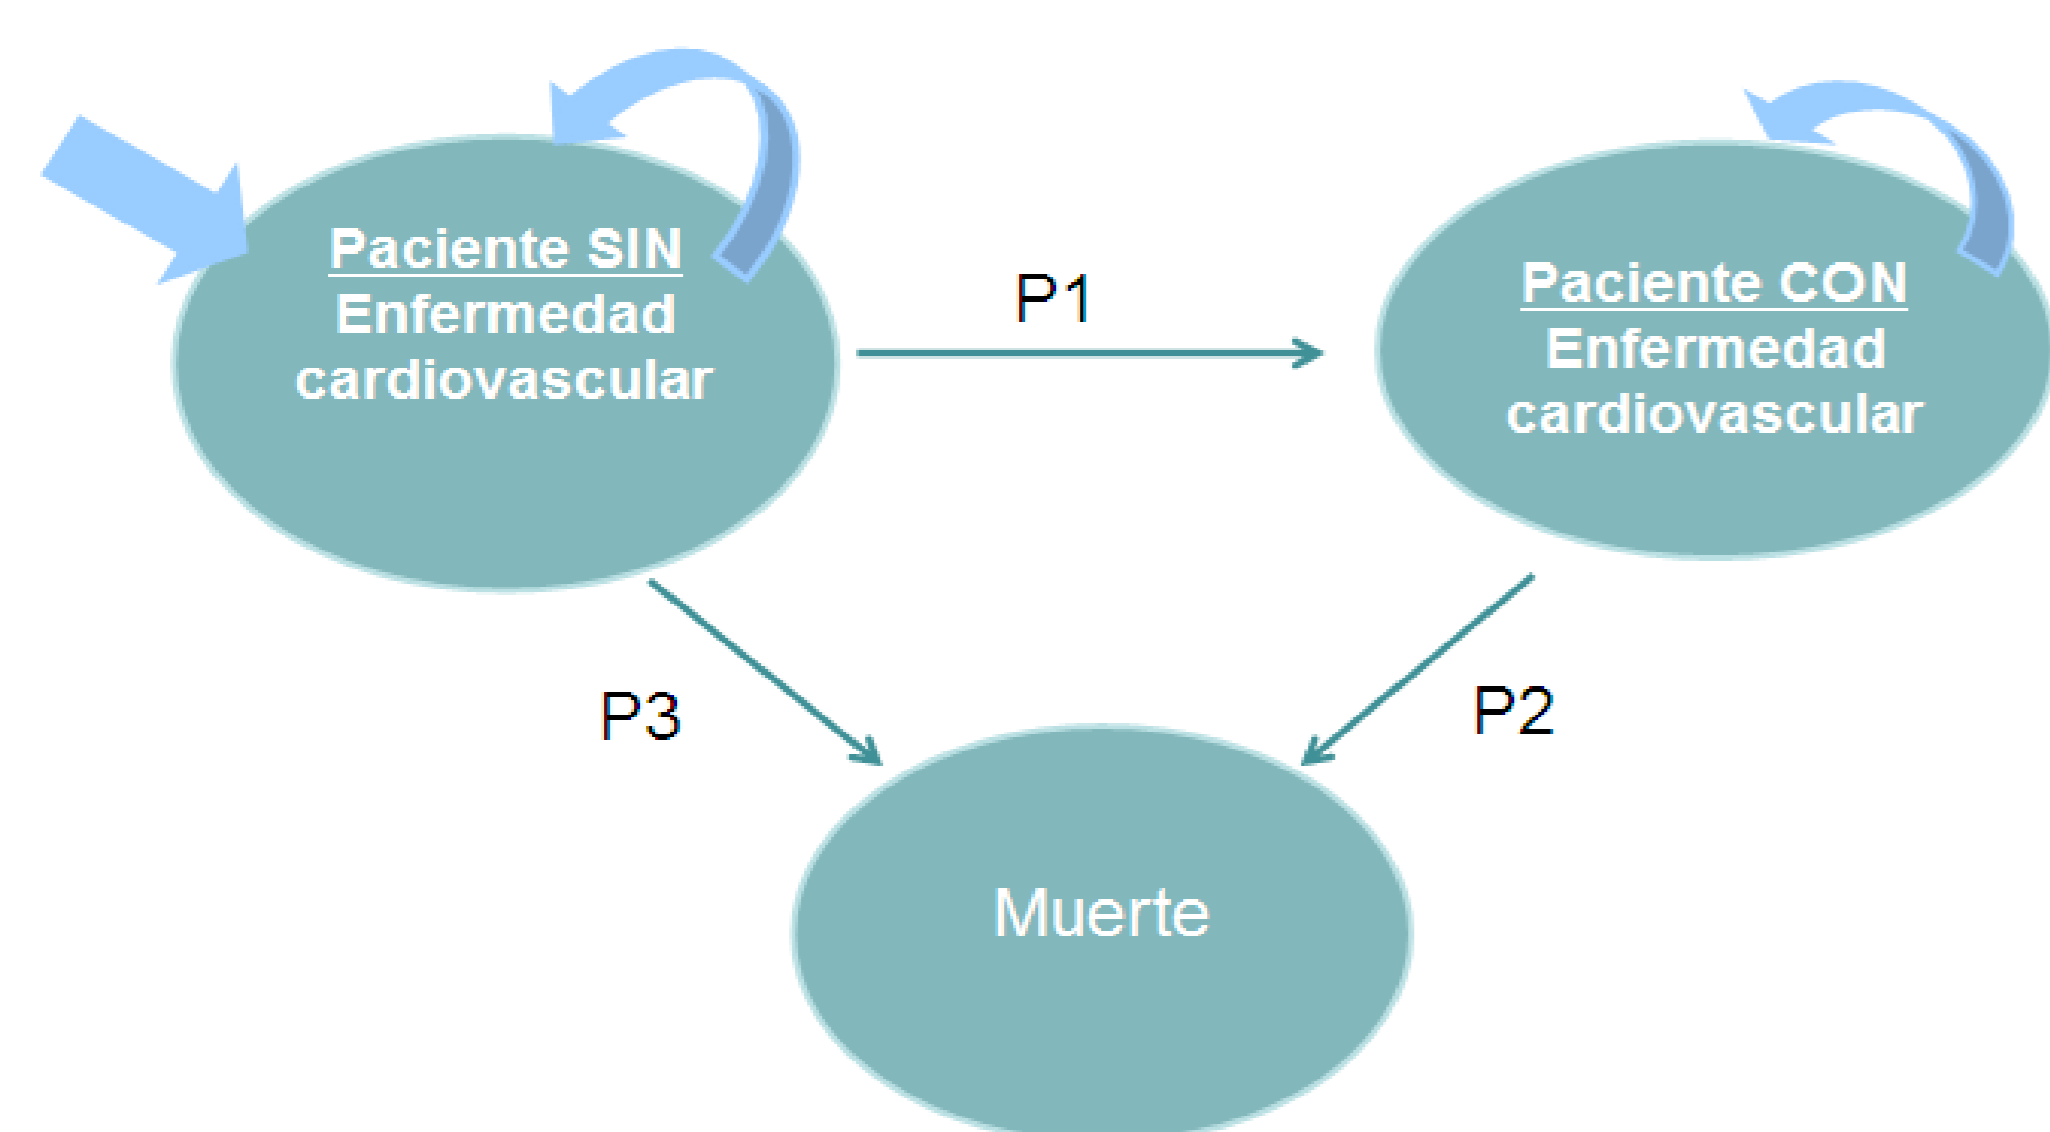 Paciente SIN
Enfermedad
cardiovascular
P1
Paciente CON
Enfermedad
cardiovascular
P3
P2
Muerte